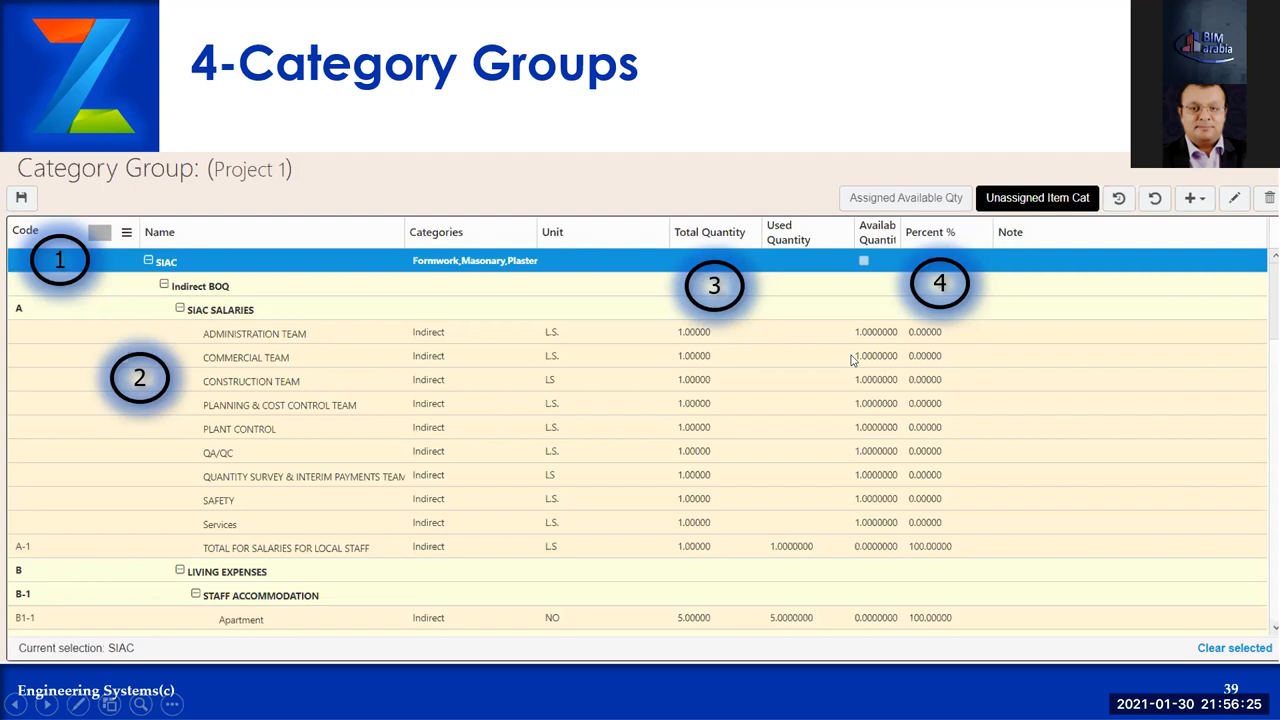 4-Category Groups
BIM
arabia
Category Group: (Project 1)
Assigned Available Qty
Unassigned Item Cat
Code Name Categories Unit Total Quantity Used Quantity Availab Quantit Percent % Note
1
SIAC Formwork,Masonary,Plaster
Indirect BOQ
3
4
A SIAC SALARIES
ADMINISTRATION TEAM Indirect L.S. 1.00000 1.0000000 0.00000
COMMERCIAL TEAM Indirect L.S. 1.00000 1.0000000 0.00000
2
CONSTRUCTION TEAM Indirect LS 1.00000 1.0000000 0.00000
PLANNING & COST CONTROL TEAM Indirect L.S. 1.00000 1.0000000 0.00000
PLANT CONTROL Indirect L.S. 1.00000 1.0000000 0.00000
QA/QC Indirect L.S. 1.00000 1.0000000 0.00000
QUANTITY SURVEY & INTERIM PAYMENTS TEAM Indirect LS 1.00000 1.0000000 0.00000
SAFETY Indirect L.S. 1.00000 1.0000000 0.00000
Services Indirect L.S. 1.00000 1.0000000 0.00000
A-1 TOTAL FOR SALARIES FOR LOCAL STAFF Indirect L.S 1.00000 1.0000000 0.0000000 100.00000
B LIVING EXPENSES
B-1 STAFF ACCOMMODATION
B1-1 Apartment Indirect NO 5.00000 5.0000000 0.0000000 100.00000
Current selection: SIAC
Clear selected
Engineering Systems(c)
39
2021-01-30 21:56:25